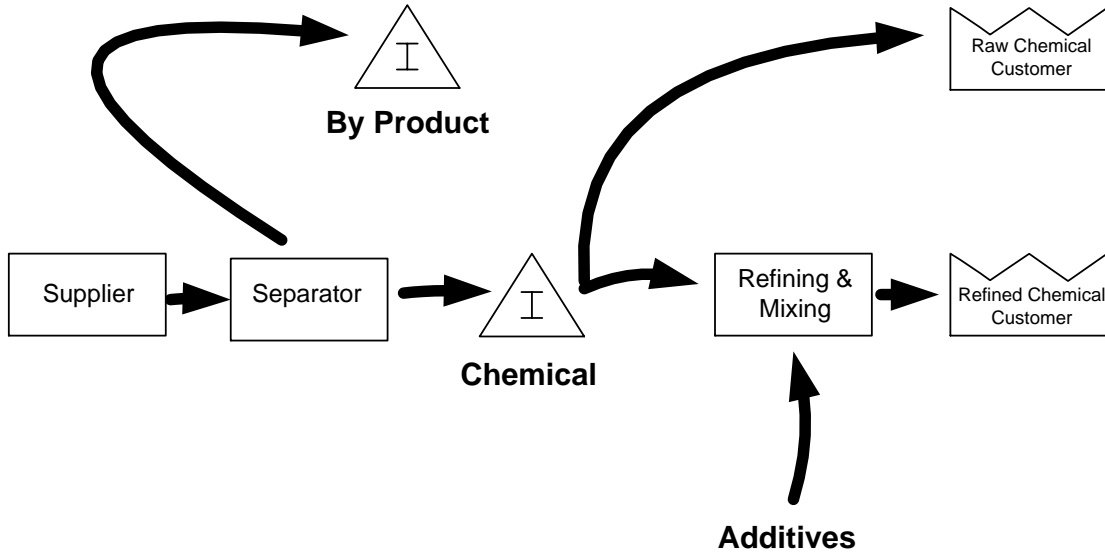 I
By Product
Raw Chemical
Customer
Supplier
Separator
I
Chemical
Refining &
Mixing
Refined Chemical
Customer
Additives